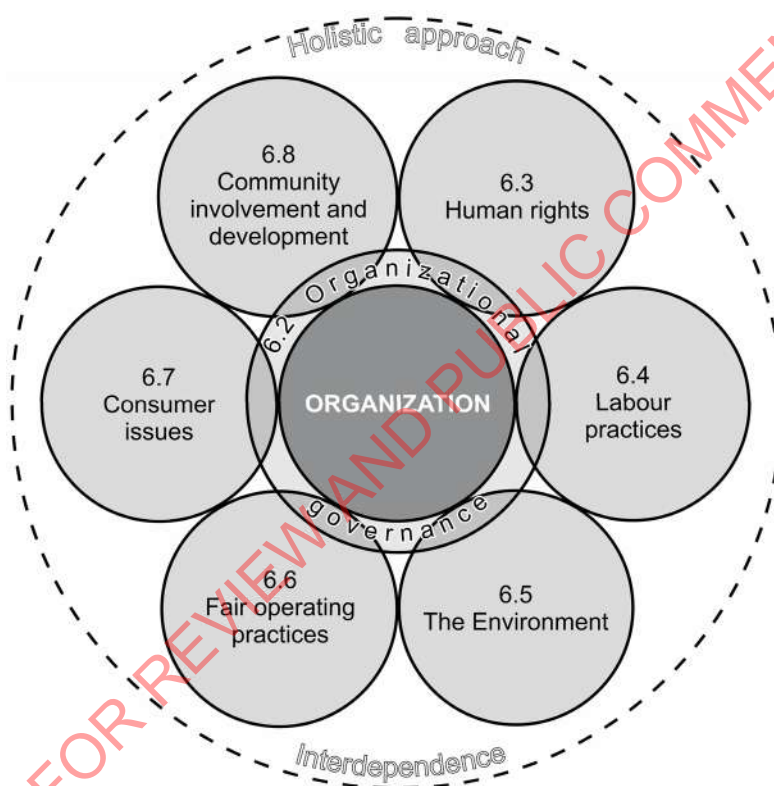 Holistic approach
6.8
Community
involvement and
development
6.3
Human rights
6.2 Organizational
governance
ORGANIZATION
6.7
Consumer
issues
6.4
Labour
practices
6.6
Fair operating
practices
6.5
The Environment
Interdependence
FOR REVIEW AND PUBLIC COMMEN